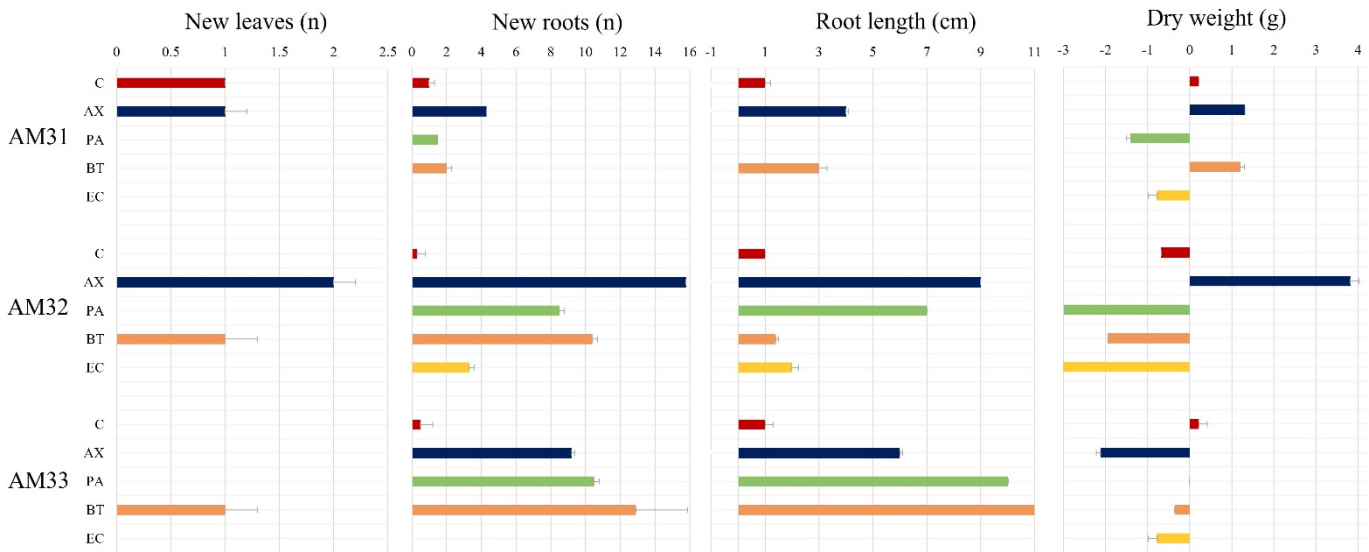 New leaves (n) New roots (n) Root length (cm) Dry weight (g)
0 0.5 1 1.5 2 2.5 0 2 4 6 8 10 12 14 16 -1 1 3 5 7 9 11 -3 -2 -1 0 1 2 3 4
AM31
C
AX
PA
BT
EC
AM32
C
AX
PA
BT
EC
AM33
C
AX
PA
BT
EC